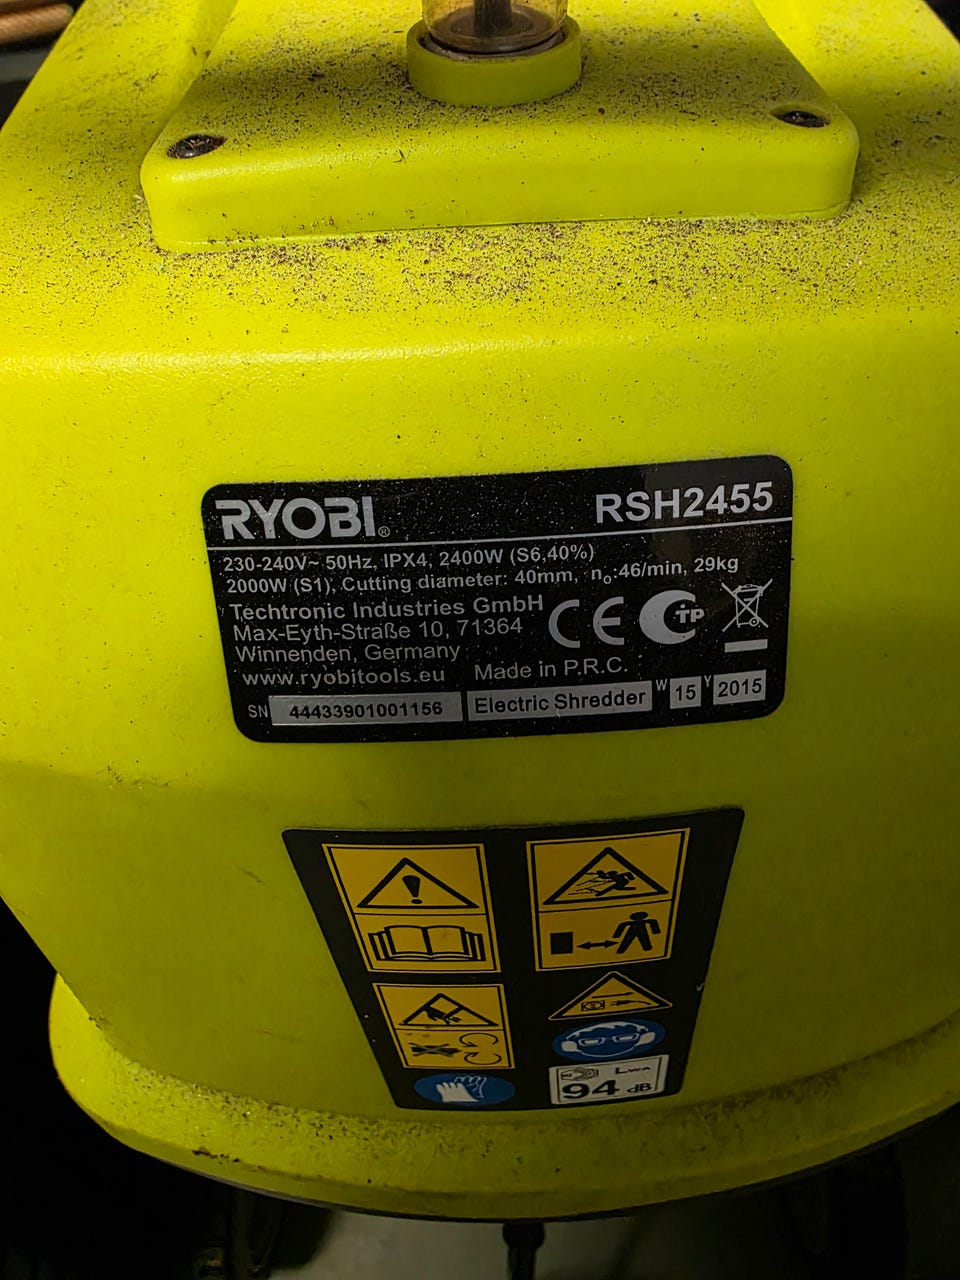 RYOBI® RSH2455
230-240V~ 50Hz, IPX4, 2400W (S6,40%)
2000W (S1), Cutting diameter: 40mm, n₀:46/min, 29kg
Techtronic Industries GmbH
Max-Eyth-Straße 10, 71364
Winnenden, Germany
CE
TP
www.ryobitools.eu Made in P.R.C.
SN 44433901001156 Electric Shredder W 15 Y 2015
LWA
94 dB